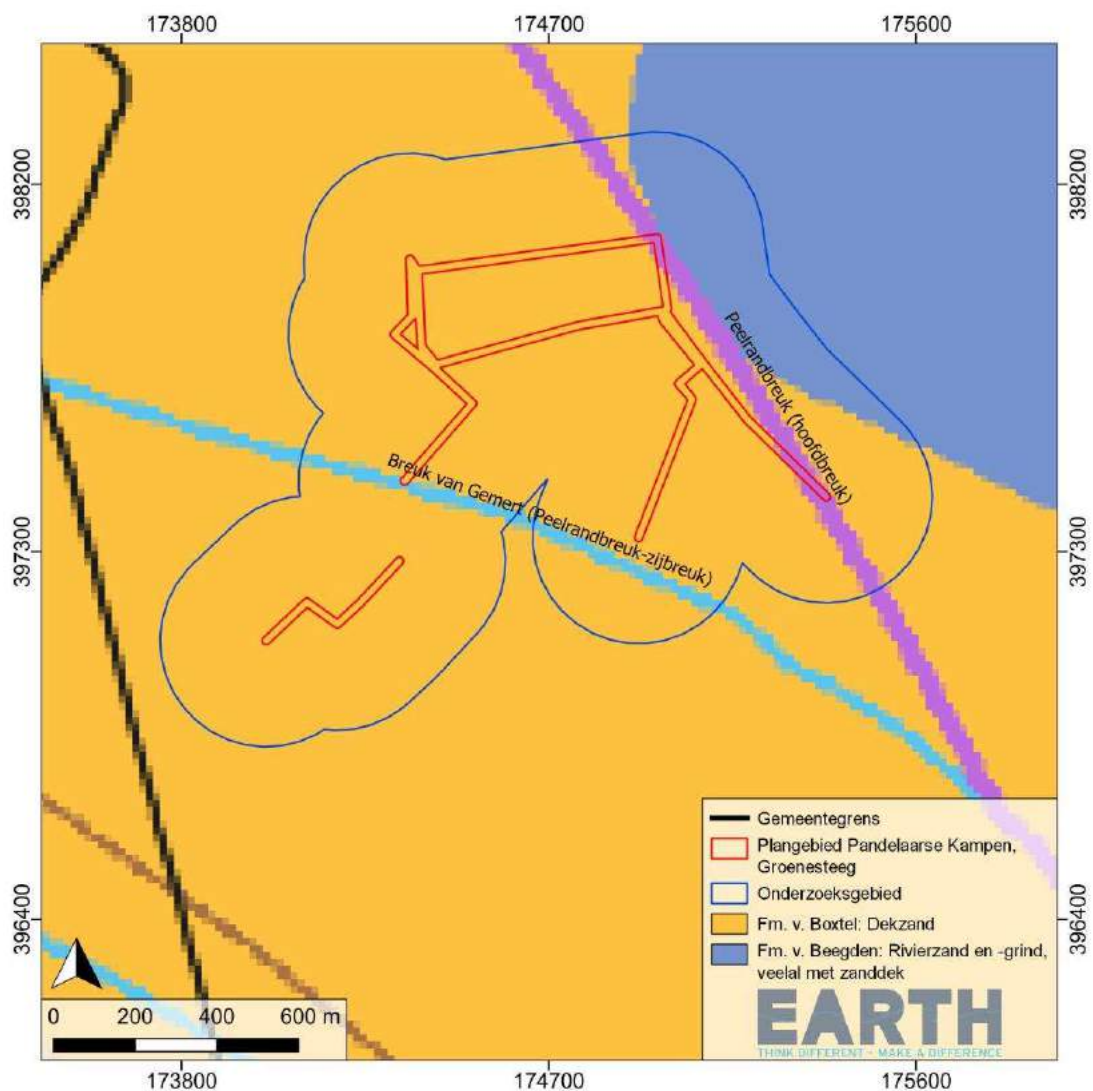 173800 174700 175600
398200 398200
Peelrandbreuk (hoofdbreuk)
Breuk van Gemert (Peelrandbreuk-zijbreuk)
397300 397300
Gemeentegrens
Plangebied Pandelaarse Kampen,
Groenesteeg
Onderzoeksgebied
Fm. v. Boxtel: Dekzand
Fm. v. Beegden: Rivierzand en -grind,
veelal met zanddek
396400 396400
EARTH
THINK DIFFERENT - MAKE A DIFFERENCE
0 200 400 600 m
173800 174700 175600